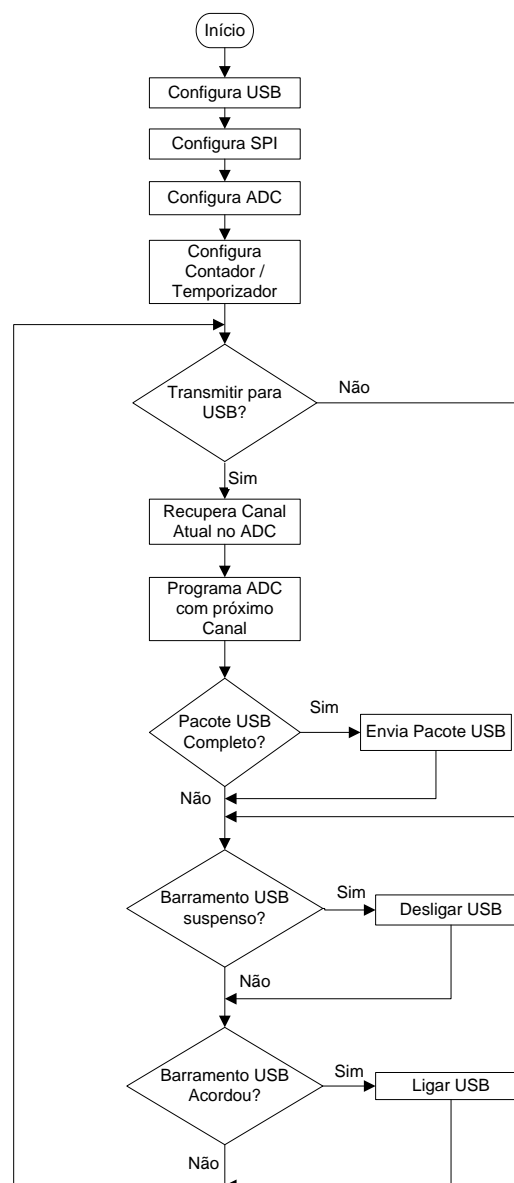 Início
Configura USB
Configura SPI
Configura ADC
Configura
Contador /
Temporizador
Transmitir para
USB?
Não
Sim
Recupera Canal
Atual no ADC
Programa ADC
com próximo
Canal
Pacote USB
Completo?
Sim
Envia Pacote USB
Não
Barramento USB
suspenso?
Sim
Desligar USB
Não
Barramento USB
Acordou?
Sim
Ligar USB
Não